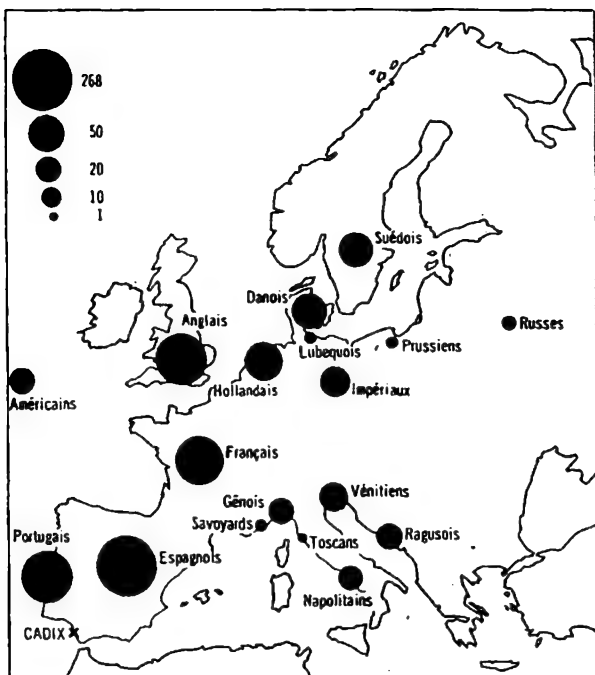 268
50
20
10
1
Suédois
Danois
Anglais
Russes
Lubequois
Prussiens
Hollandais
Impériaux
Américains
Français
Vénitiens
Gênois
Savoyards
Toscans
Ragusois
Portugais
Espagnols
Napolitains
CADIX